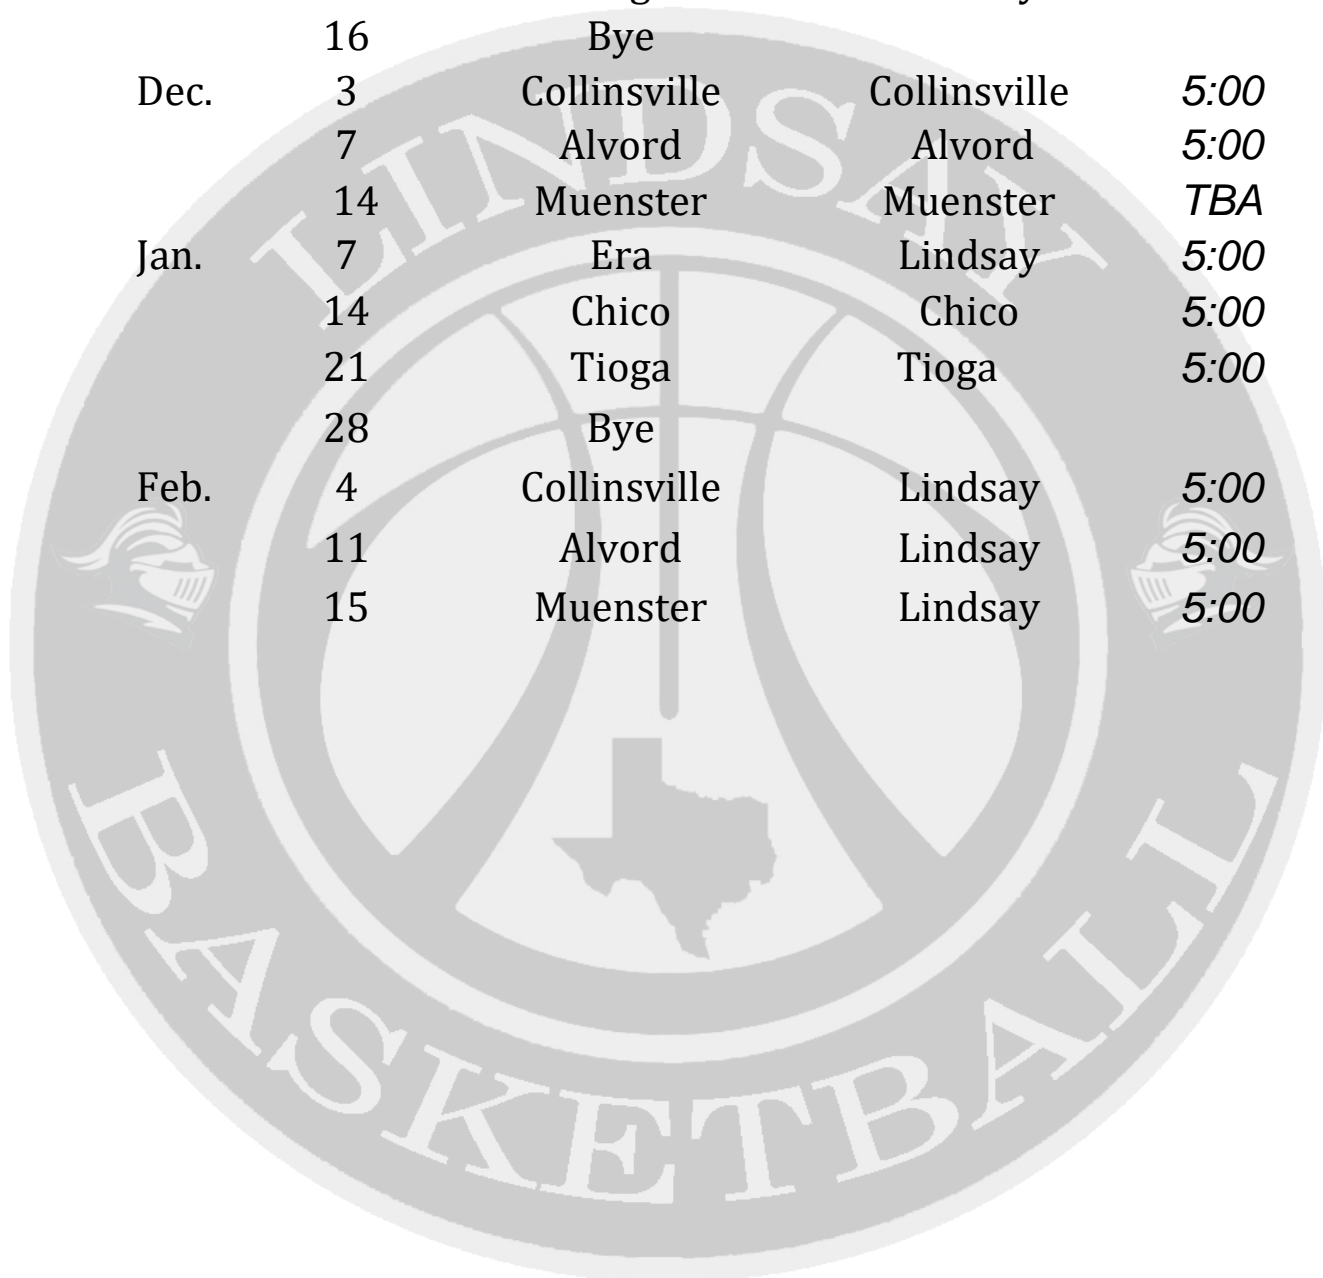 16 Bye
Dec. 3 Collinsville Collinsville 5:00
7 Alvord Alvord 5:00
14 Muenster Muenster TBA
Jan. 7 Era Lindsay 5:00
14 Chico Chico 5:00
21 Tioga Tioga 5:00
28 Bye
Feb. 4 Collinsville Lindsay 5:00
11 Alvord Lindsay 5:00
15 Muenster Lindsay 5:00
LINDSAY
BASKETBALL